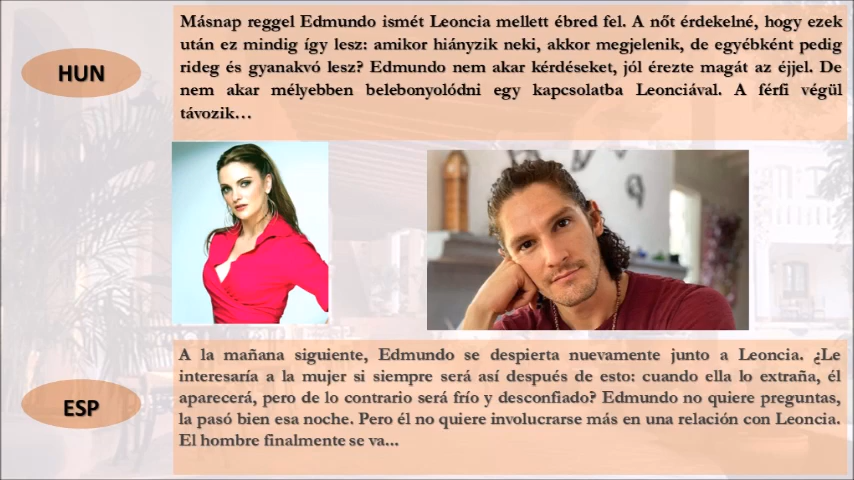 HUN
Másnap reggel Edmundo ismét Leoncia mellett ébred fel. A nőt érdekelné, hogy ezek
után ez mindig így lesz: amikor hiányzik neki, akkor megjelenik, de egyébként pedig
rideg és gyanakvó lesz? Edmundo nem akar kérdéseket, jól érezte magát az éjjel. De
nem akar mélyebben belebonyolódni egy kapcsolatba Leonciával. A férfi végül
távozik…
ESP
A la mañana siguiente, Edmundo se despierta nuevamente junto a Leoncia. ¿Le
interesaría a la mujer si siempre será así después de esto: cuando ella lo extraña, él
aparecerá, pero de lo contrario será frío y desconfiado? Edmundo no quiere preguntas,
la pasó bien esa noche. Pero él no quiere involucrarse más en una relación con Leoncia.
El hombre finalmente se va...